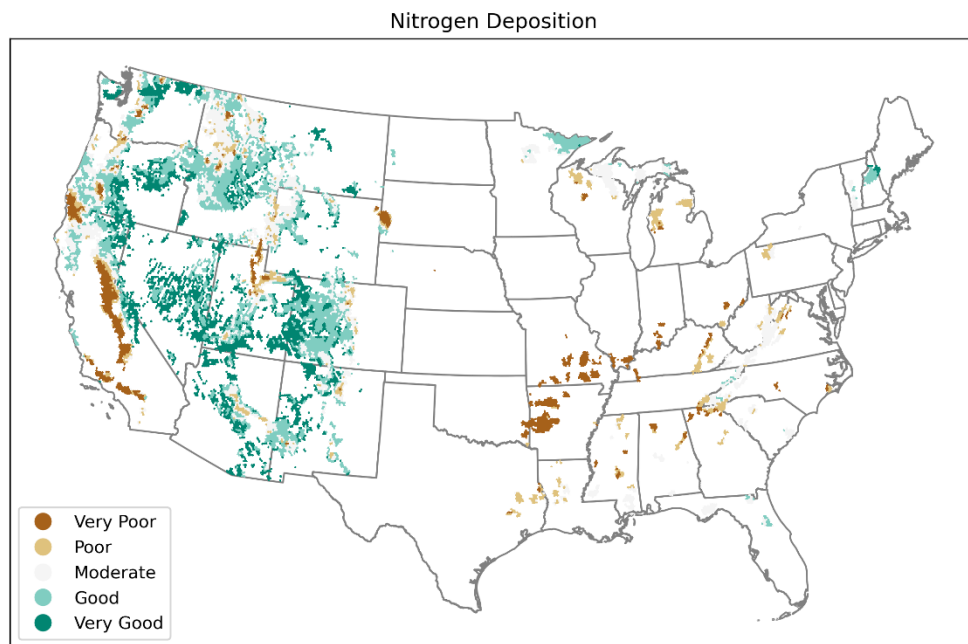 Nitrogen Deposition
Very Poor
Poor
Moderate
Good
Very Good